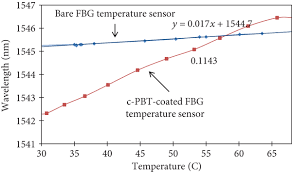 Bare FBG temperature sensor
y = 0.017x + 1544.7
0.1143
c-PBT-coated FBG
temperature sensor
Wavelength (nm)
1547
1546
1545
1544
1543
1542
1541
30 35 40 45 50 55 60 65
Temperature (C)